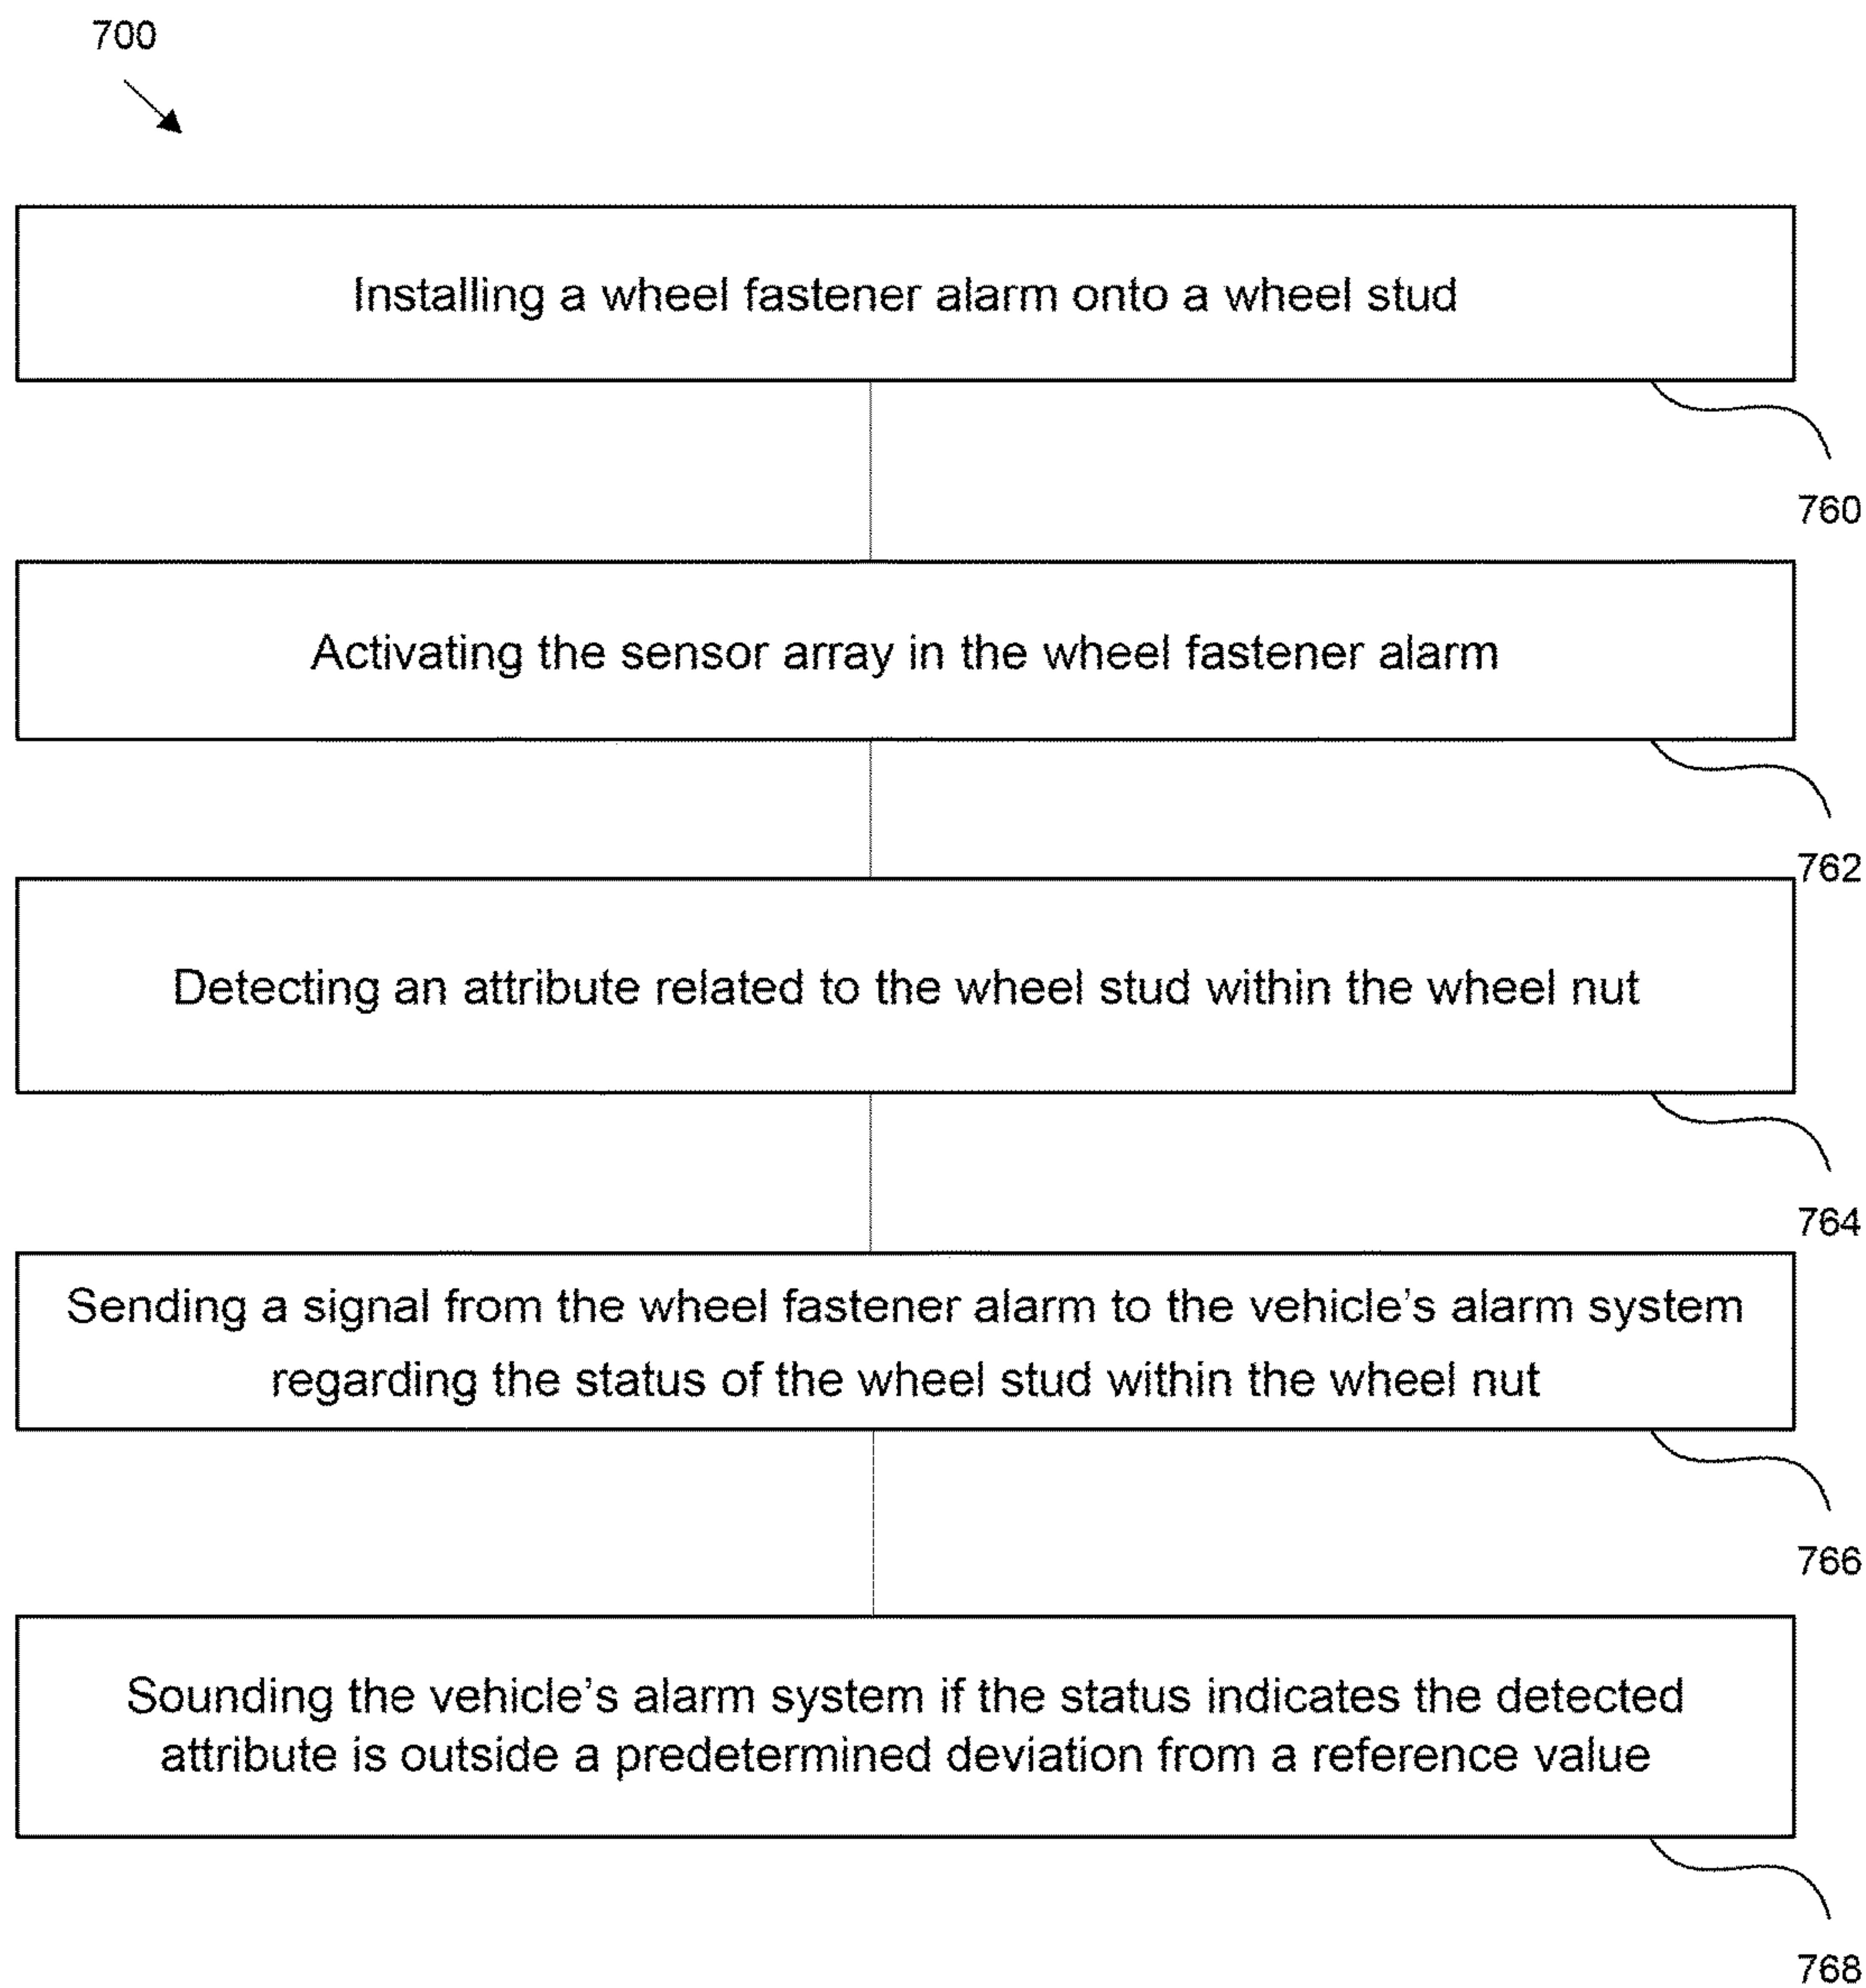 700
Installing a wheel fastener alarm onto a wheel stud
760
Activating the sensor array in the wheel fastener alarm
762
Detecting an attribute related to the wheel stud within the wheel nut
764
Sending a signal from the wheel fastener alarm to the vehicle's alarm system
regarding the status of the wheel stud within the wheel nut
766
Sounding the vehicle's alarm system if the status indicates the detected
attribute is outside a predetermined deviation from a reference value
768